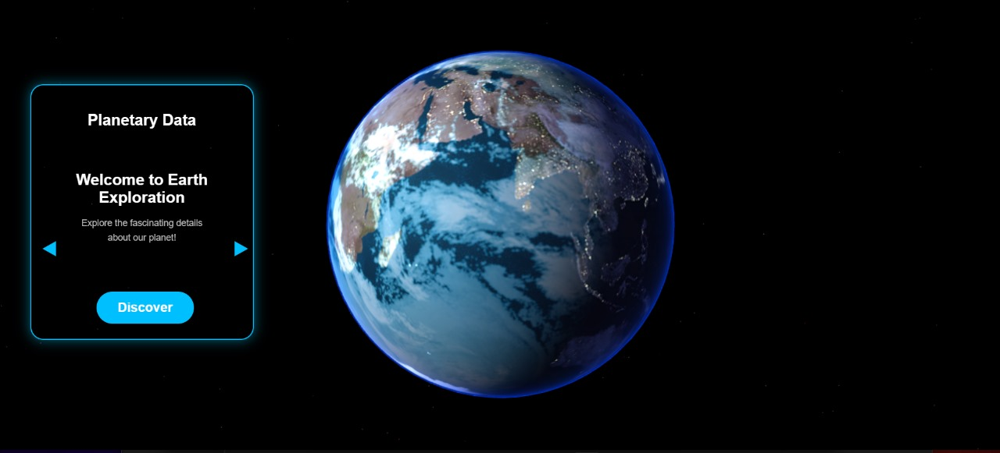 Planetary Data
Welcome to Earth
Exploration
Explore the fascinating details
about our planet!
Discover